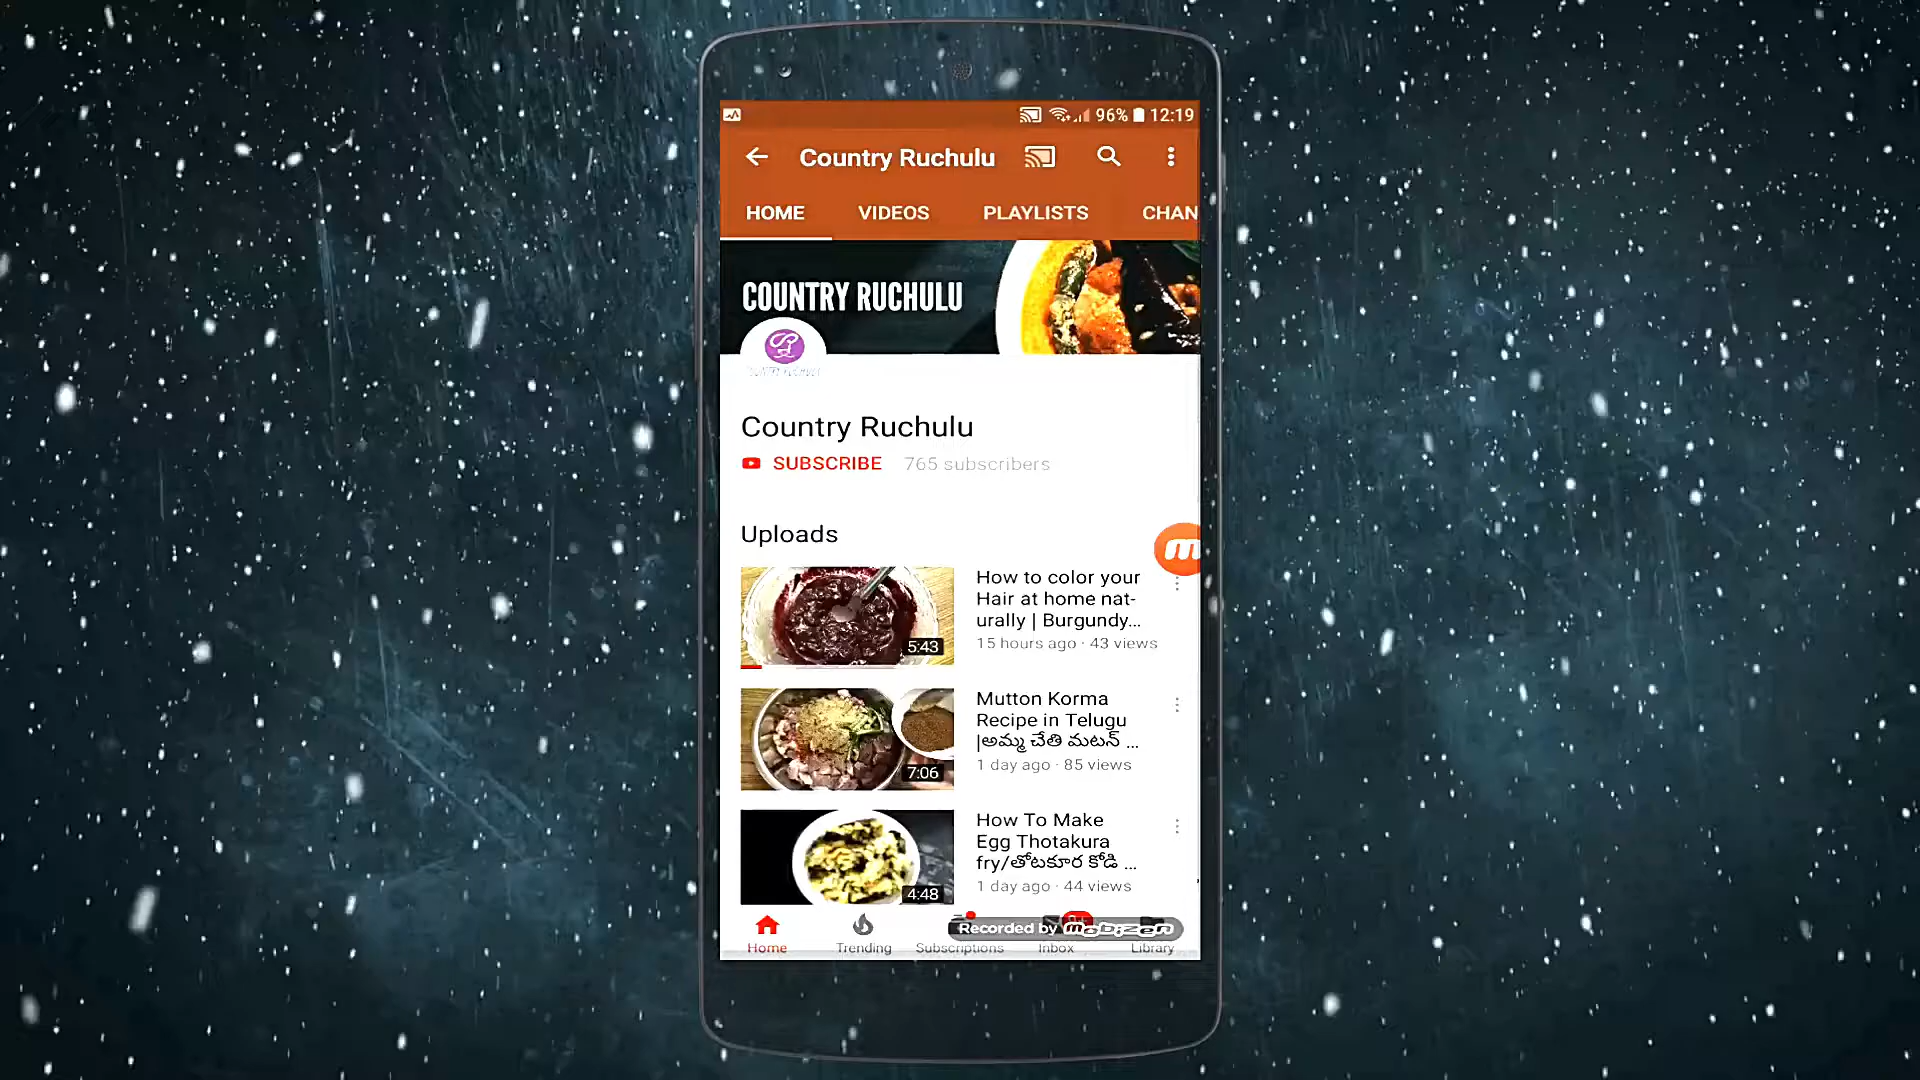 96% 12:19
Country Ruchulu
HOME VIDEOS PLAYLISTS CHAN
COUNTRY RUCHULU
COUNTRY RUCHULU
Country Ruchulu
SUBSCRIBE 765 subscribers
Uploads
How to color your
Hair at home nat-
urally | Burgundy...
15 hours ago · 43 views
5:43
Mutton Korma
Recipe in Telugu
|అమ్మ చేతి మటన్ ...
1 day ago · 85 views
7:06
How To Make
Egg Thotakura
fry/తోటకూర కోడి ...
1 day ago · 44 views
4:48
Recorded by mobizen
Home Trending Subscriptions Inbox Library